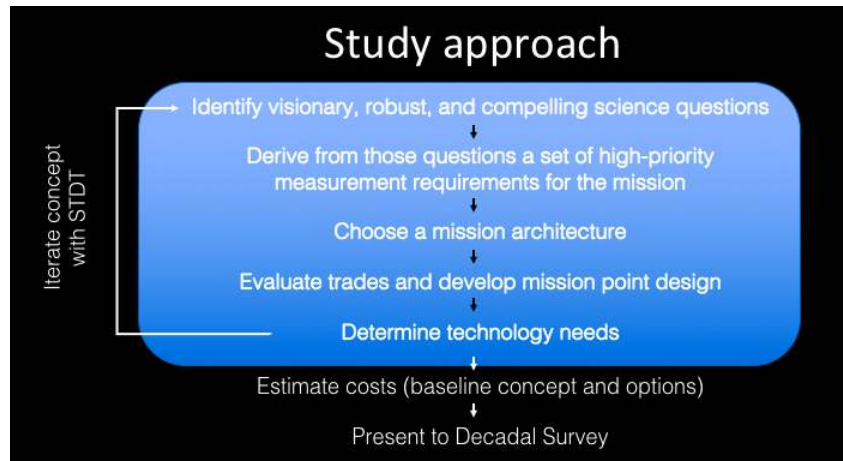 Study approach
Identify visionary, robust, and compelling science questions
Derive from those questions a set of high-priority
measurement requirements for the mission
Choose a mission architecture
Evaluate trades and develop mission point design
Determine technology needs
Iterate concept
with STDT
Estimate costs (baseline concept and options)
Present to Decadal Survey